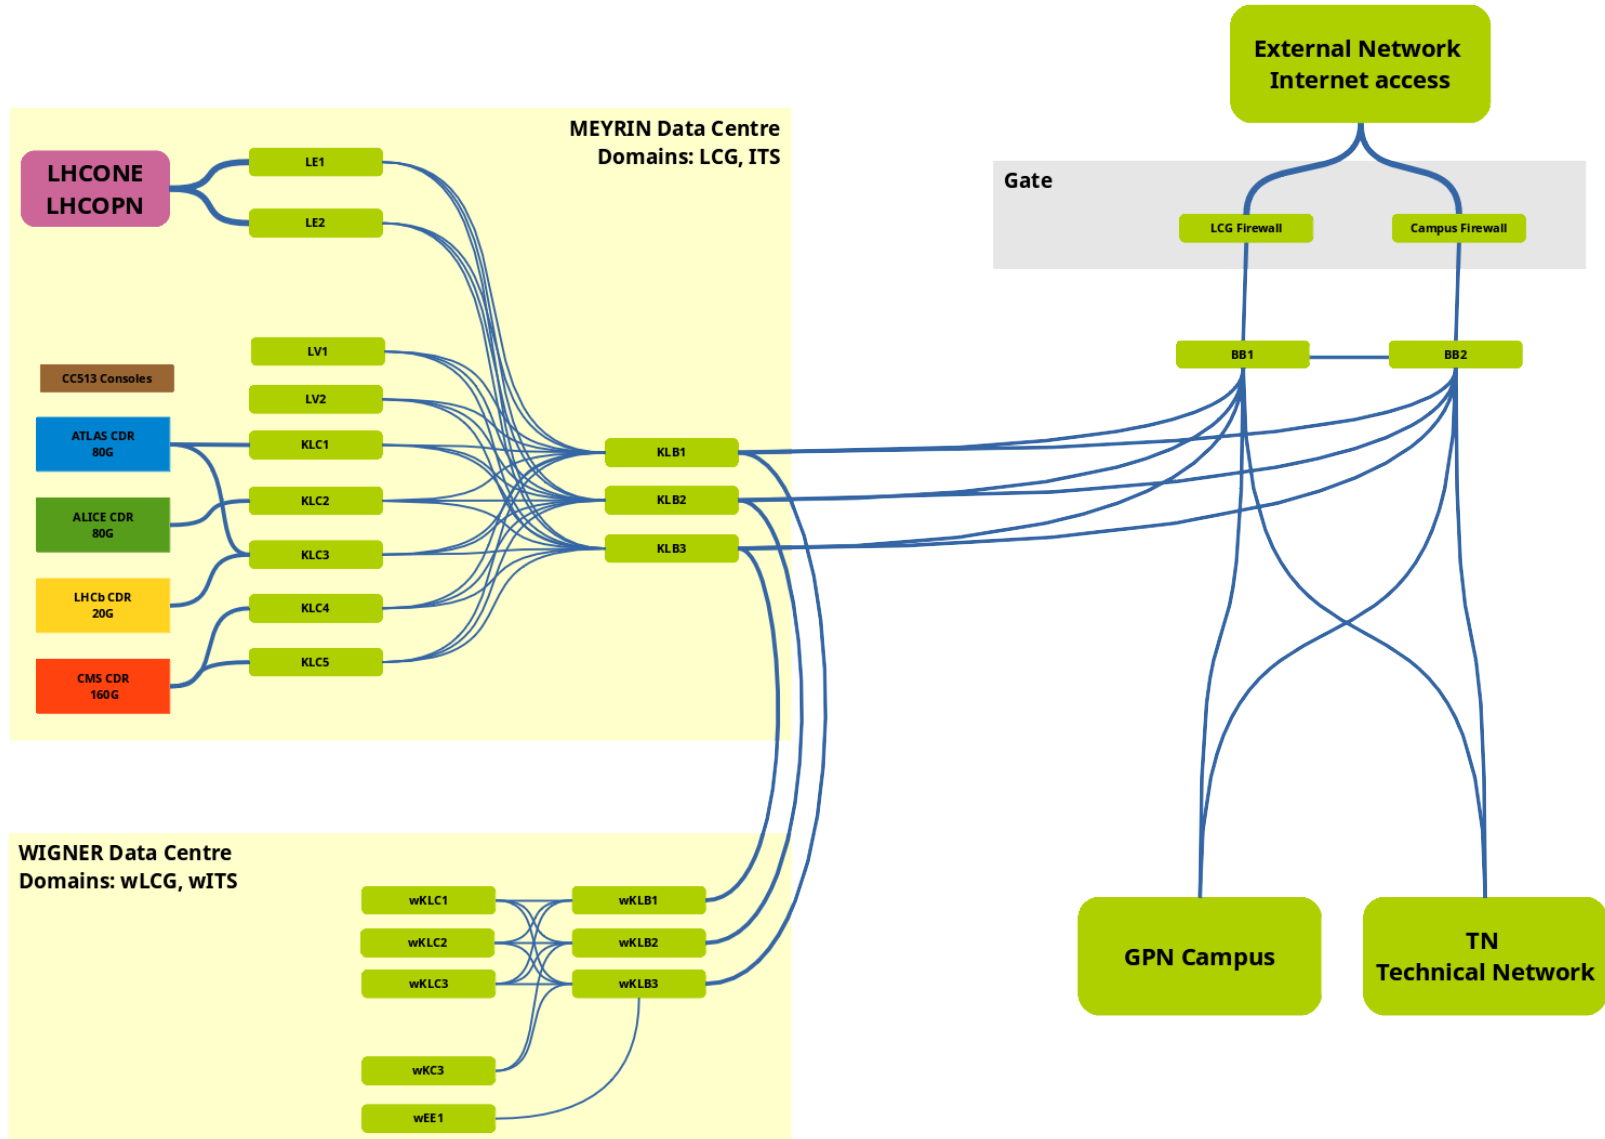 External Network
Internet access
MEYRIN Data Centre
Domains: LCG, ITS
LHCONE
LHCOPN
LE1
LE2
Gate
LCG Firewall
Campus Firewall
LV1
BB1
BB2
CC513 Consoles
LV2
ATLAS CDR
80G
KLC1
KLB1
ALICE CDR
80G
KLC2
KLB2
KLC3
KLB3
LHCb CDR
20G
KLC4
CMS CDR
160G
KLC5
WIGNER Data Centre
Domains: wLCG, wITS
wKLC1
wKLB1
wKLC2
wKLB2
wKLC3
wKLB3
wKC3
wEE1
GPN Campus
TN
Technical Network